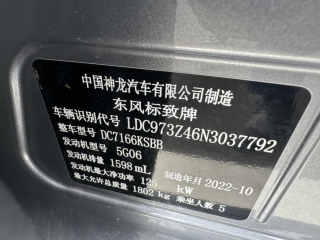 中国神龙汽车有限公司制造
东风标致牌
车辆识别代号 LDC973Z46N3037792
整车型号 DC7166KSBB
发动机型号 5G06
发动机排量 1598 mL 制造年月 2022-10
发动机最大净功率 125 kW
最大允许总质量 1802 kg 乘坐人数 5